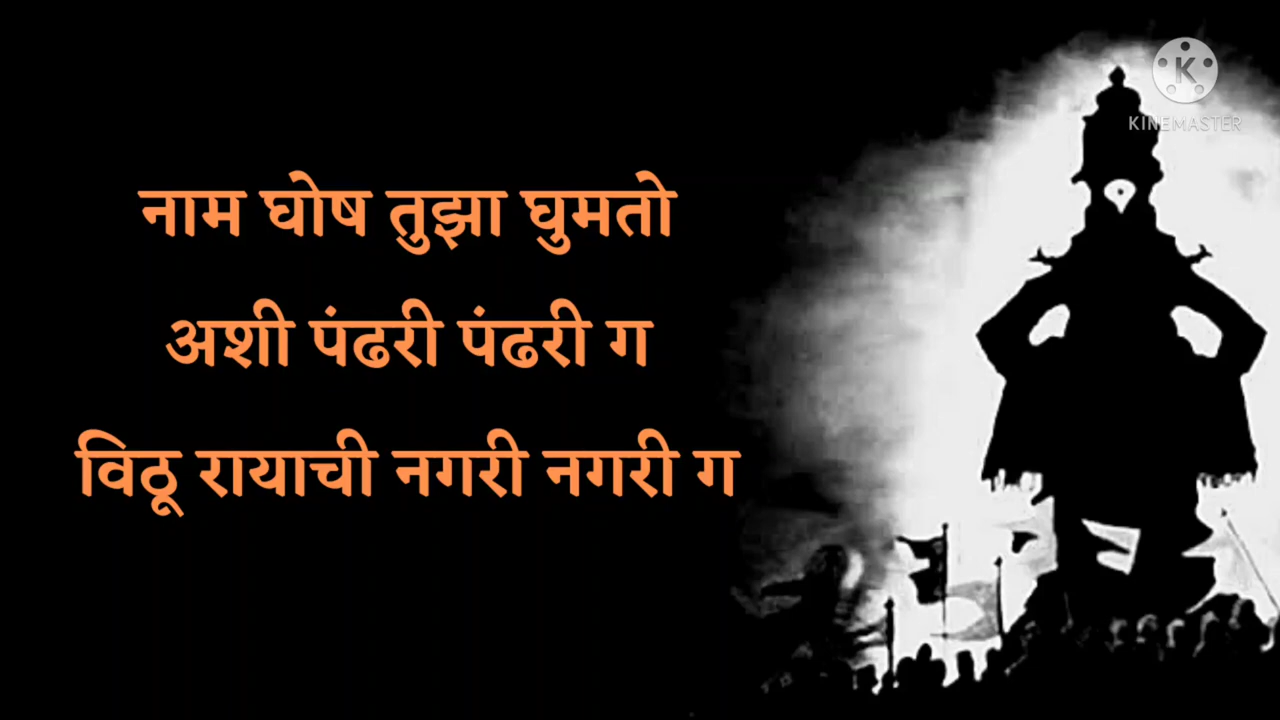 K
KINEMASTER
नाम घोष तुझा घुमतो
अशी पंढरी पंढरी ग
विठू रायाची नगरी नगरी ग